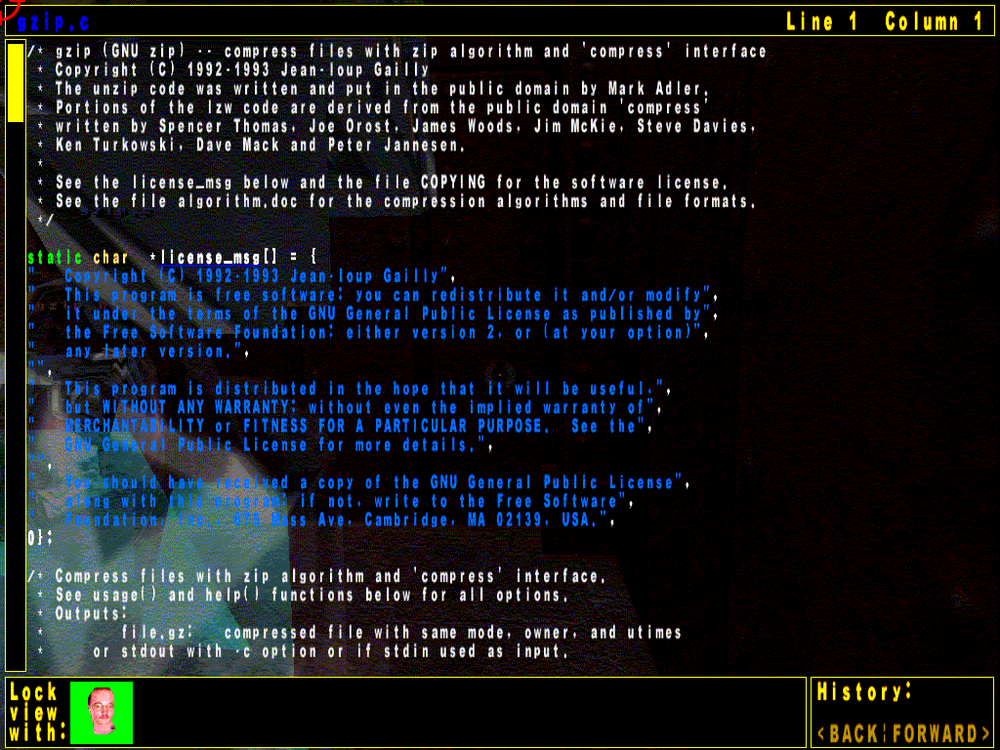 gzip.c
Line 1  Column 1
/* gzip (GNU zip) -- compress files with zip algorithm and 'compress' interface
 * Copyright (C) 1992-1993 Jean-loup Gailly
 * The unzip code was written and put in the public domain by Mark Adler.
 * Portions of the lzw code are derived from the public domain 'compress'
 * written by Spencer Thomas, Joe Orost, James Woods, Jim McKie, Steve Davies,
 * Ken Turkowski, Dave Mack and Peter Jannesen.
 *
 * See the license_msg below and the file COPYING for the software license.
 * See the file algorithm.doc for the compression algorithms and file formats.
 */
static char  *license_msg[] = {
"   Copyright (C) 1992-1993 Jean-loup Gailly",
"   This program is free software; you can redistribute it and/or modify",
"   it under the terms of the GNU General Public License as published by",
"   the Free Software Foundation; either version 2, or (at your option)",
"   any later version.",
"",
"   This program is distributed in the hope that it will be useful,",
"   but WITHOUT ANY WARRANTY; without even the implied warranty of",
"   MERCHANTABILITY or FITNESS FOR A PARTICULAR PURPOSE.  See the",
"   GNU General Public License for more details.",
"",
"   You should have received a copy of the GNU General Public License",
"   along with this program; if not, write to the Free Software",
"   Foundation, Inc., 675 Mass Ave, Cambridge, MA 02139, USA.",
0};
/* Compress files with zip algorithm and 'compress' interface.
 * See usage() and help() functions below for all options.
 * Outputs:
 *        file.gz:   compressed file with same mode, owner, and utimes
 *     or stdout with -c option or if stdin used as input.
Lock
view
with:
History:
<BACK¦FORWARD>